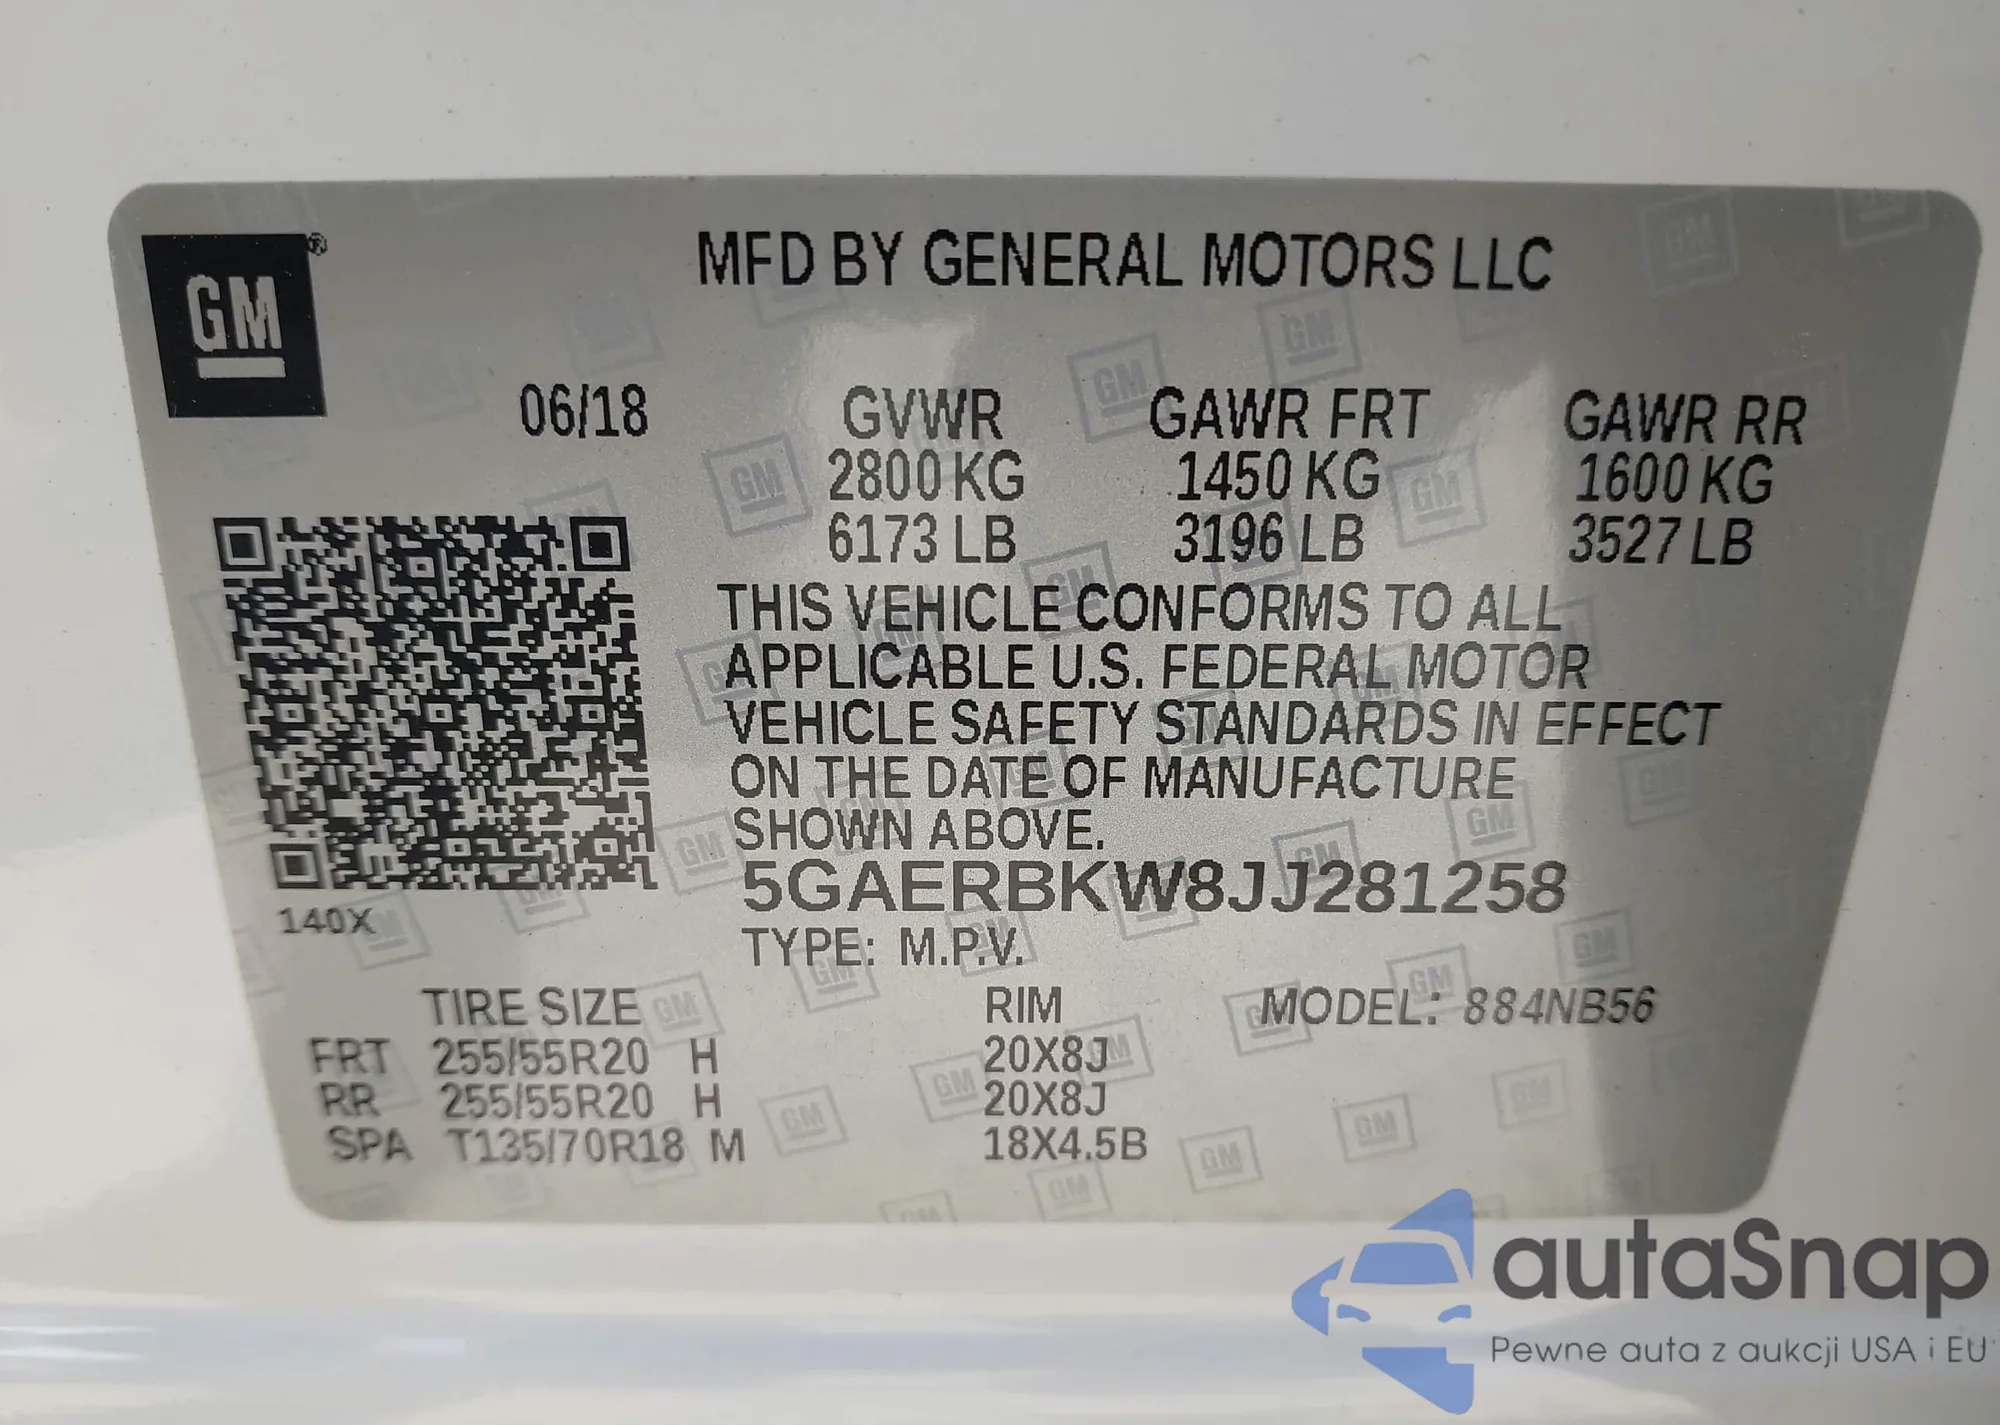 GM®
MFD BY GENERAL MOTORS LLC
06/18 GVWR GAWR FRT GAWR RR
2800 KG 1450 KG 1600 KG
6173 LB 3196 LB 3527 LB
THIS VEHICLE CONFORMS TO ALL
APPLICABLE U.S. FEDERAL MOTOR
VEHICLE SAFETY STANDARDS IN EFFECT
ON THE DATE OF MANUFACTURE
SHOWN ABOVE.
5GAERBKW8JJ281258
140X
TYPE: M.P.V.
TIRE SIZE RIM MODEL: 884NB56
FRT 255/55R20 H 20X8J
RR 255/55R20 H 20X8J
SPA T135/70R18 M 18X4.5B
autaSnap
Pewne auta z aukcji USA i EU